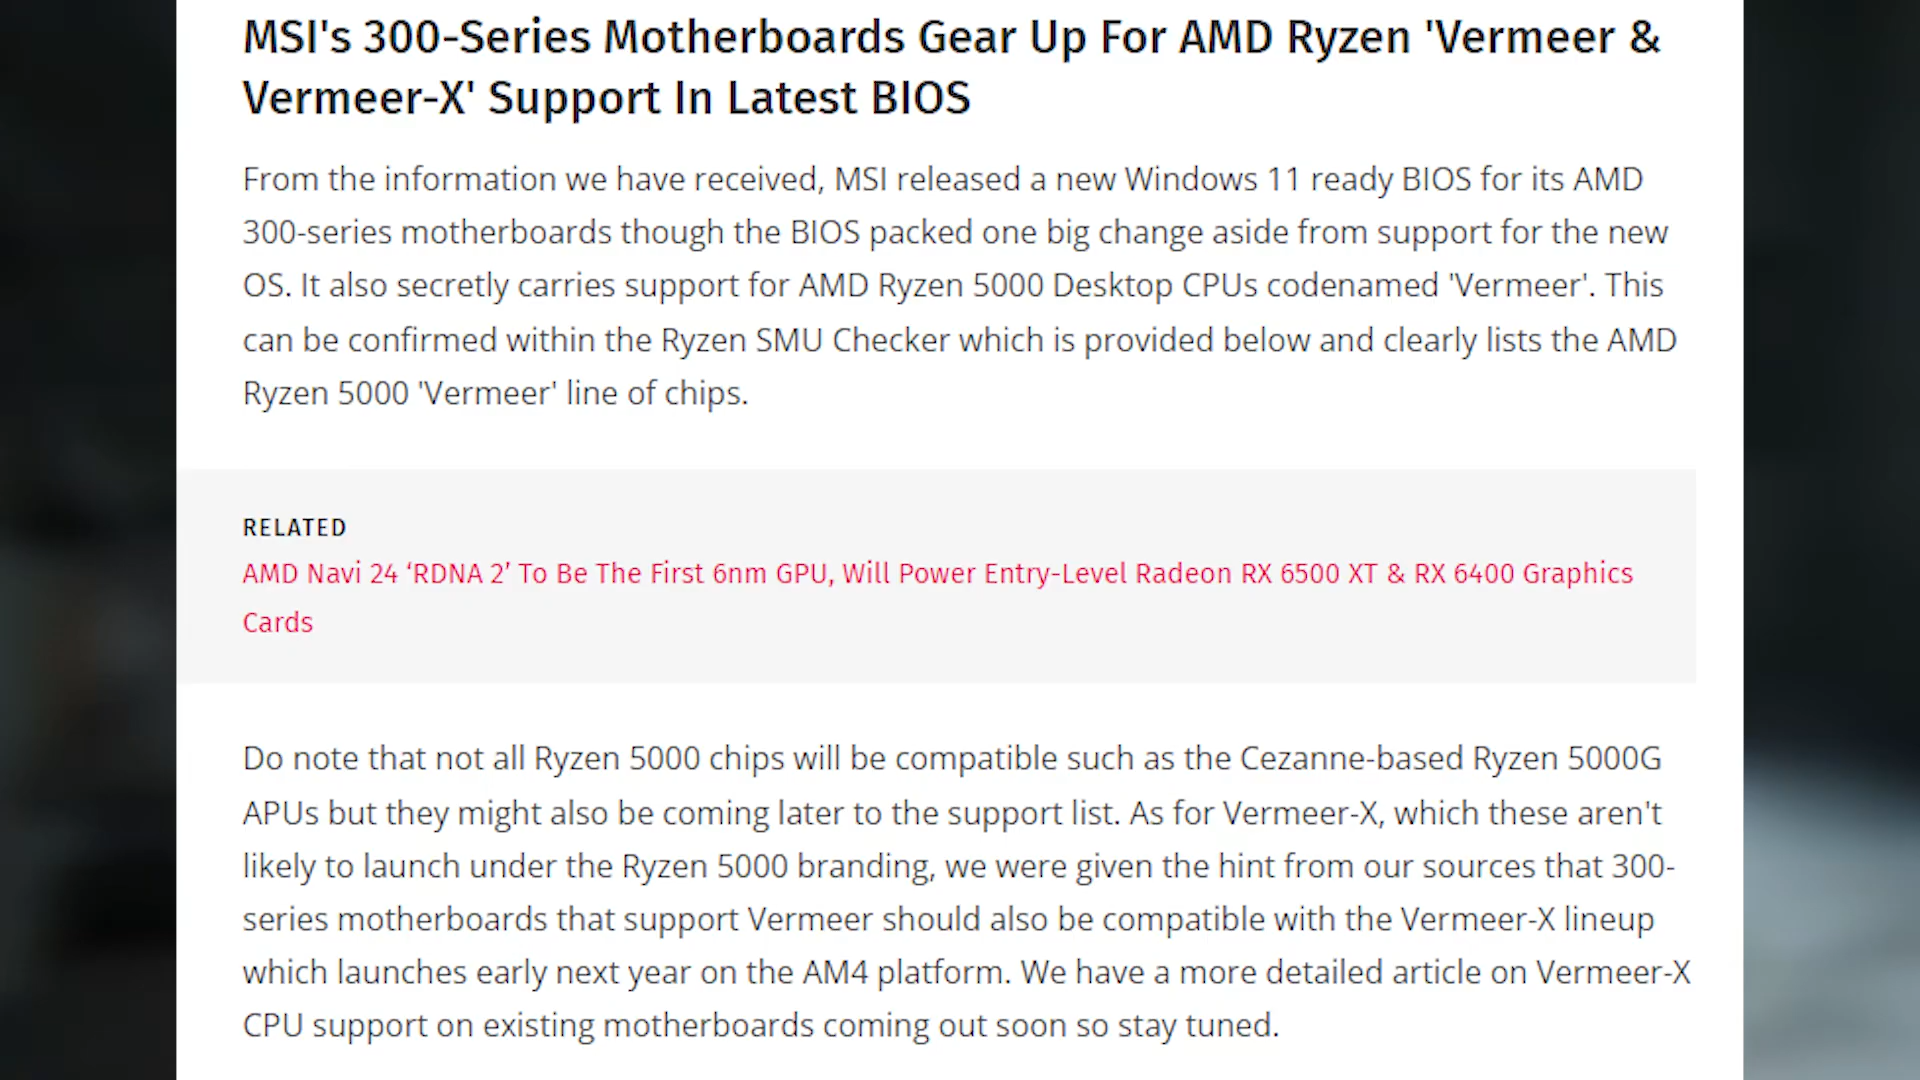 MSI's 300-Series Motherboards Gear Up For AMD Ryzen 'Vermeer &
Vermeer-X' Support In Latest BIOS
From the information we have received, MSI released a new Windows 11 ready BIOS for its AMD
300-series motherboards though the BIOS packed one big change aside from support for the new
OS. It also secretly carries support for AMD Ryzen 5000 Desktop CPUs codenamed 'Vermeer'. This
can be confirmed within the Ryzen SMU Checker which is provided below and clearly lists the AMD
Ryzen 5000 'Vermeer' line of chips.
RELATED
AMD Navi 24 ‘RDNA 2’ To Be The First 6nm GPU, Will Power Entry-Level Radeon RX 6500 XT & RX 6400 Graphics
Cards
Do note that not all Ryzen 5000 chips will be compatible such as the Cezanne-based Ryzen 5000G
APUs but they might also be coming later to the support list. As for Vermeer-X, which these aren't
likely to launch under the Ryzen 5000 branding, we were given the hint from our sources that 300-
series motherboards that support Vermeer should also be compatible with the Vermeer-X lineup
which launches early next year on the AM4 platform. We have a more detailed article on Vermeer-X
CPU support on existing motherboards coming out soon so stay tuned.